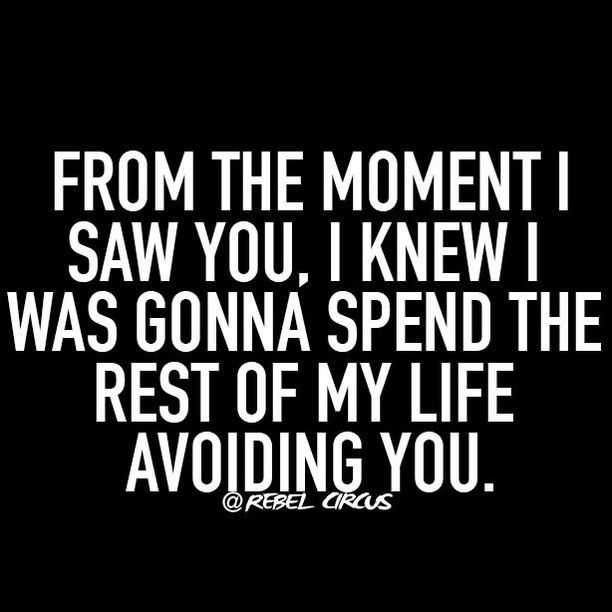 FROM THE MOMENT I
SAW YOU, I KNEW I
WAS GONNA SPEND THE
REST OF MY LIFE
AVOIDING YOU.
@REBEL CIRCUS